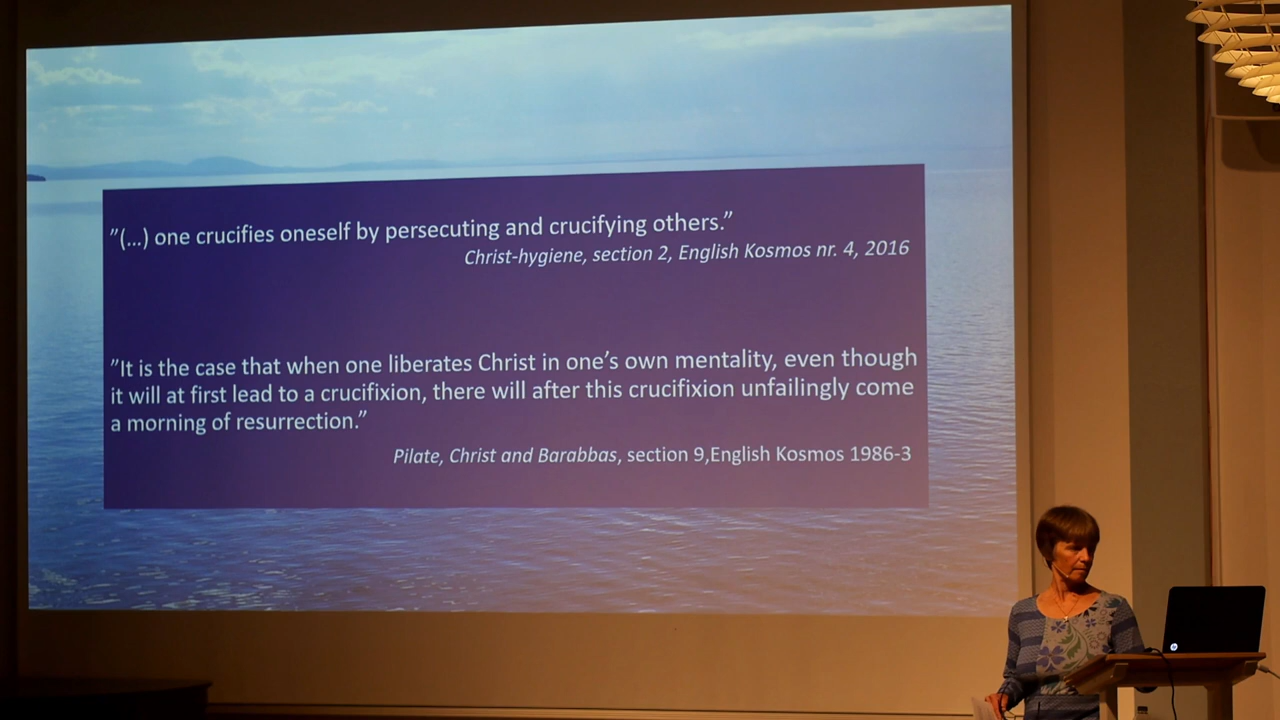 ”(...) one crucifies oneself by persecuting and crucifying others.”
Christ-hygiene, section 2, English Kosmos nr. 4, 2016
”It is the case that when one liberates Christ in one’s own mentality, even though
it will at first lead to a crucifixion, there will after this crucifixion unfailingly come
a morning of resurrection.”
Pilate, Christ and Barabbas, section 9,English Kosmos 1986-3
hp